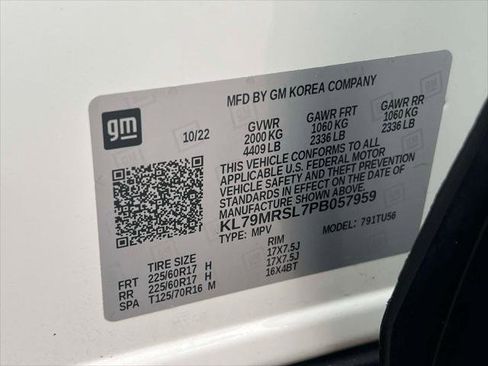 gm
MFD BY GM KOREA COMPANY
10/22
GVWR GAWR FRT GAWR RR
2000 KG 1060 KG 1060 KG
4409 LB 2336 LB 2336 LB
THIS VEHICLE CONFORMS TO ALL
APPLICABLE U.S. FEDERAL MOTOR
VEHICLE SAFETY AND THEFT PREVENTION
STANDARDS IN EFFECT ON THE DATE OF
MANUFACTURE SHOWN ABOVE.
KL79MRSL7PB057959
TYPE: MPV MODEL: 791TU56
TIRE SIZE RIM
FRT 225/60R17 H 17X7.5J
RR 225/60R17 H 17X7.5J
SPA T125/70R16 M 16X4BT